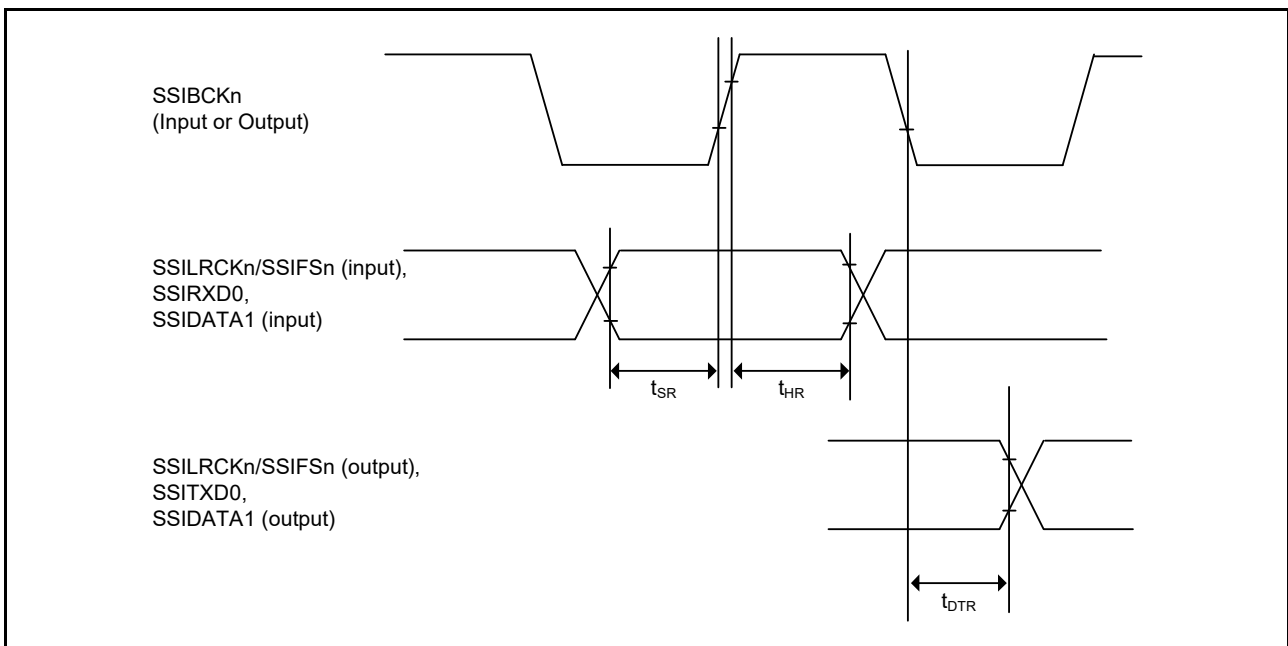 SSIBCKn
(Input or Output)
SSILRCKn/SSIFSn (input),
SSIRXD0,
SSIDATA1 (input)
tSR
tHR
SSILRCKn/SSIFSn (output),
SSITXD0,
SSIDATA1 (output)
tDTR